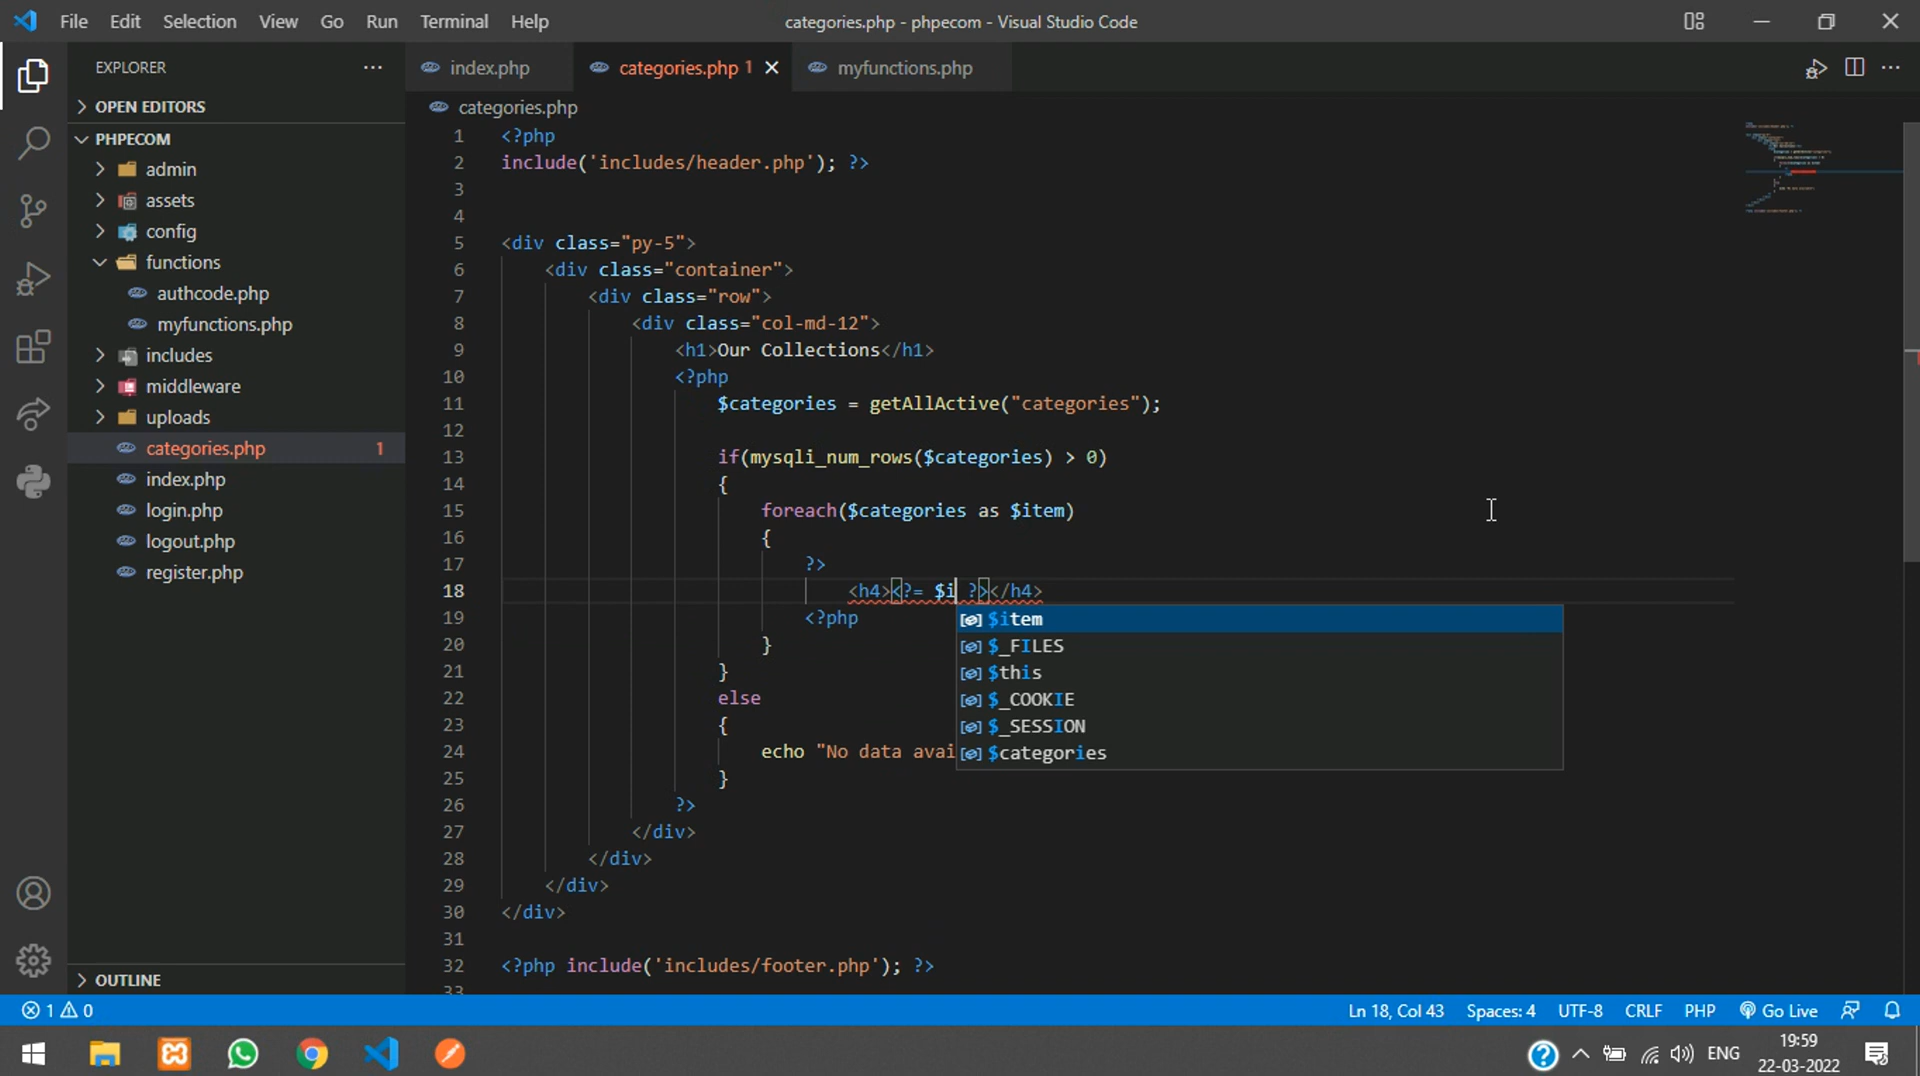 File Edit Selection View Go Run Terminal Help categories.php - phpecom - Visual Studio Code
EXPLORER
OPEN EDITORS
PHPECOM
admin
assets
config
functions
authcode.php
myfunctions.php
includes
middleware
uploads
categories.php 1
index.php
login.php
logout.php
register.php
OUTLINE
index.php categories.php 1 myfunctions.php
categories.php
1 <?php
2 include('includes/header.php'); ?>
3
4
5 <div class="py-5">
6 <div class="container">
7 <div class="row">
8 <div class="col-md-12">
9 <h1>Our Collections</h1>
10 <?php
11 $categories = getAllActive("categories");
12
13 if(mysqli_num_rows($categories) > 0)
14 {
15 foreach($categories as $item)
16 {
17 ?>
18 <h4><?= $i ?></h4>
19 <?php
20 }
21 }
22 else
23 {
24 echo "No data avai
25 }
26 ?>
27 </div>
28 </div>
29 </div>
30 </div>
31
32 <?php include('includes/footer.php'); ?>
33
$item
$_FILES
$this
$_COOKIE
$_SESSION
$categories
1 0 Ln 18, Col 43 Spaces: 4 UTF-8 CRLF PHP Go Live
ENG
19:59
22-03-2022